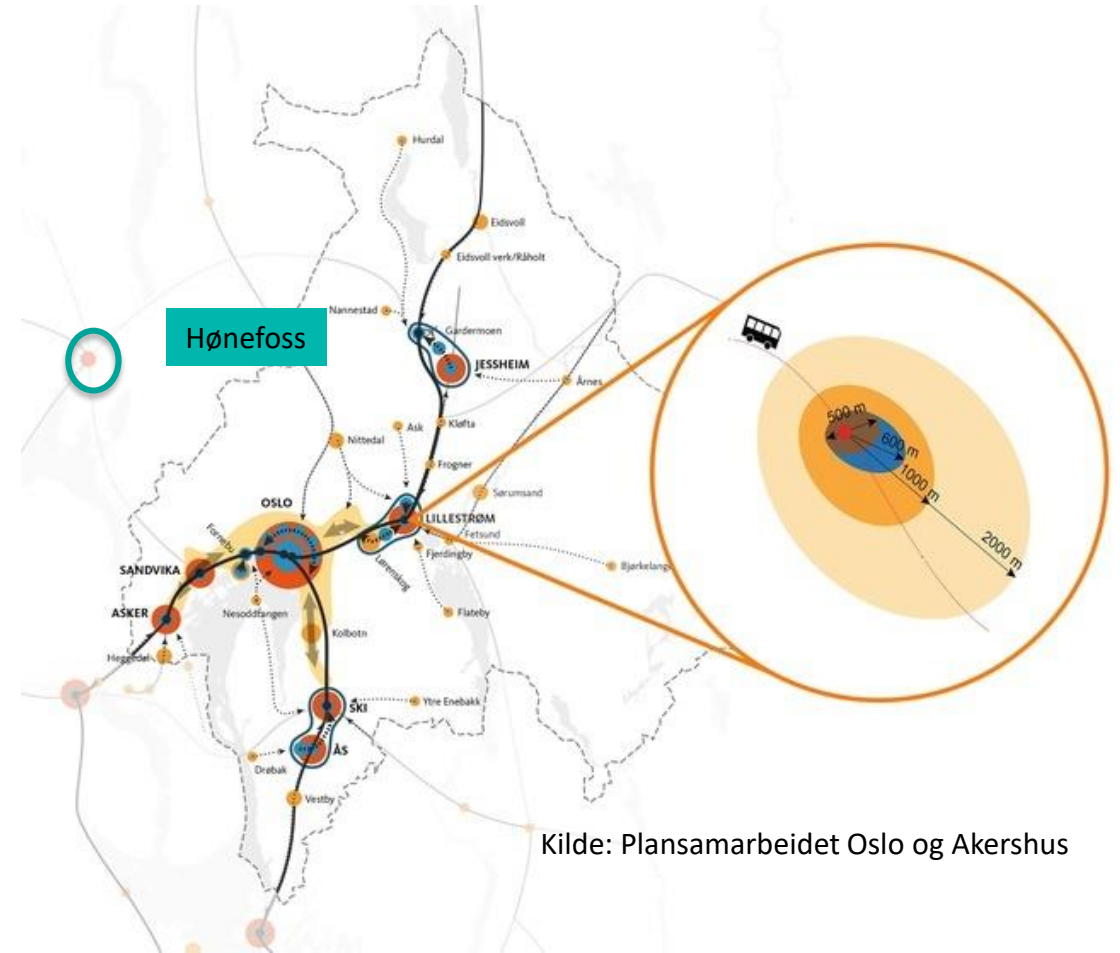 Hurdal
Eidsvoll
Eidsvoll verk/Råholt
Nannestad
Hønefoss
Gardermoen
JESSHEIM
Årnes
Ask
Kløfta
Nittedal
Frogner
Sørumsand
OSLO
LILLESTRØM
Fetsund
Fornebu
Lørenskog
Fjerdingby
Bjørkelange
SANDVIKA
ASKER
Nesoddtangen
Flateby
Kolbotn
Heggedal
SKI
Ytre Enebakk
ÅS
Drøbak
Vestby
500 m
600 m
1000 m
2000 m
Kilde: Plansamarbeidet Oslo og Akershus